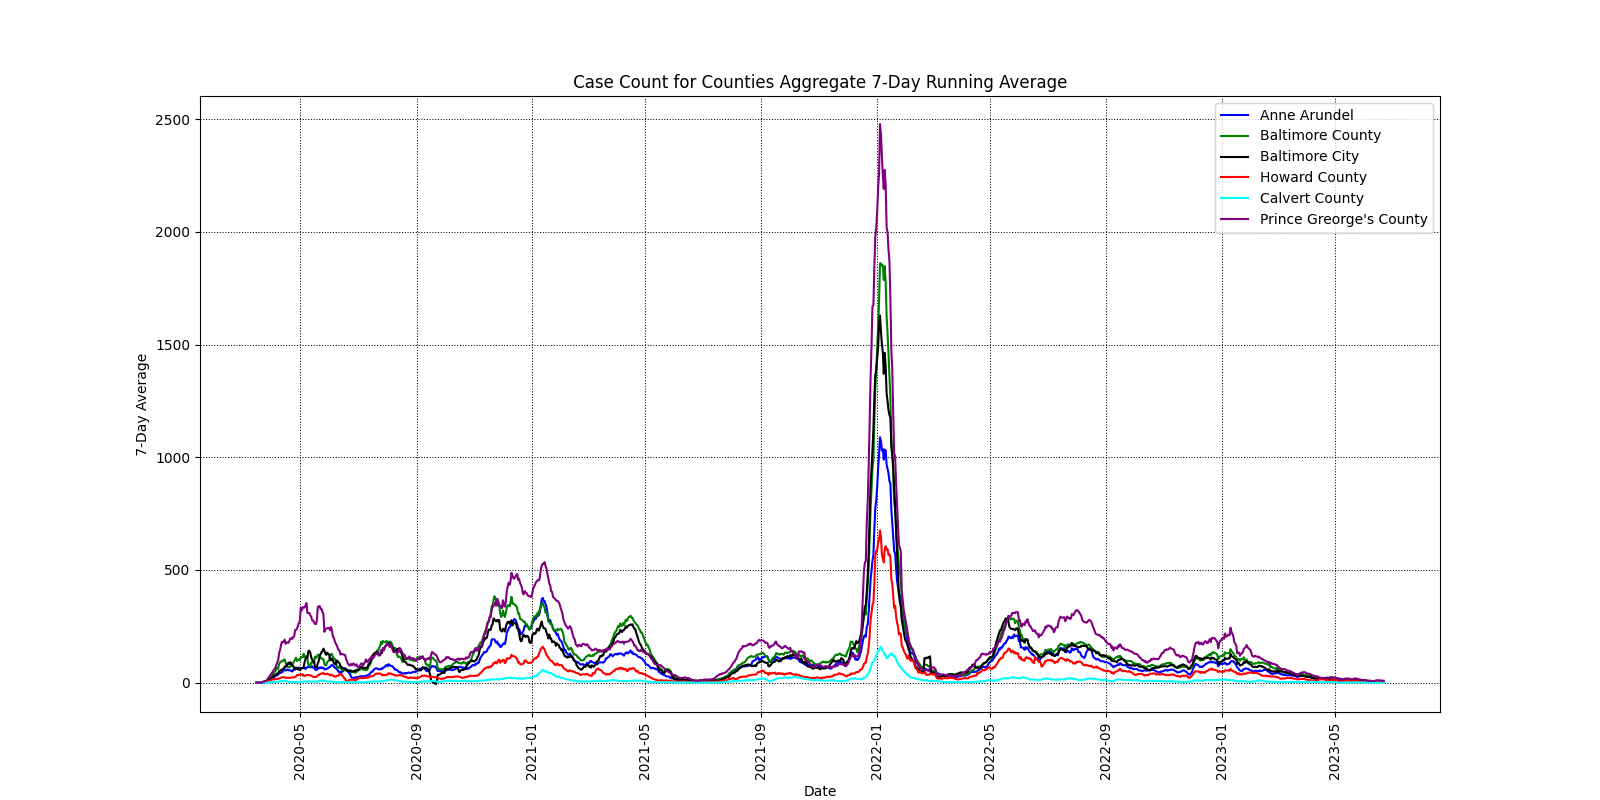 Case Count for Counties Aggregate 7-Day Running Average
Anne Arundel
Baltimore County
Baltimore City
Howard County
Calvert County
Prince Greorge's County
7-Day Average
2500
2000
1500
1000
500
0
2020-05
2020-09
2021-01
2021-05
2021-09
2022-01
2022-05
2022-09
2023-01
2023-05
Date